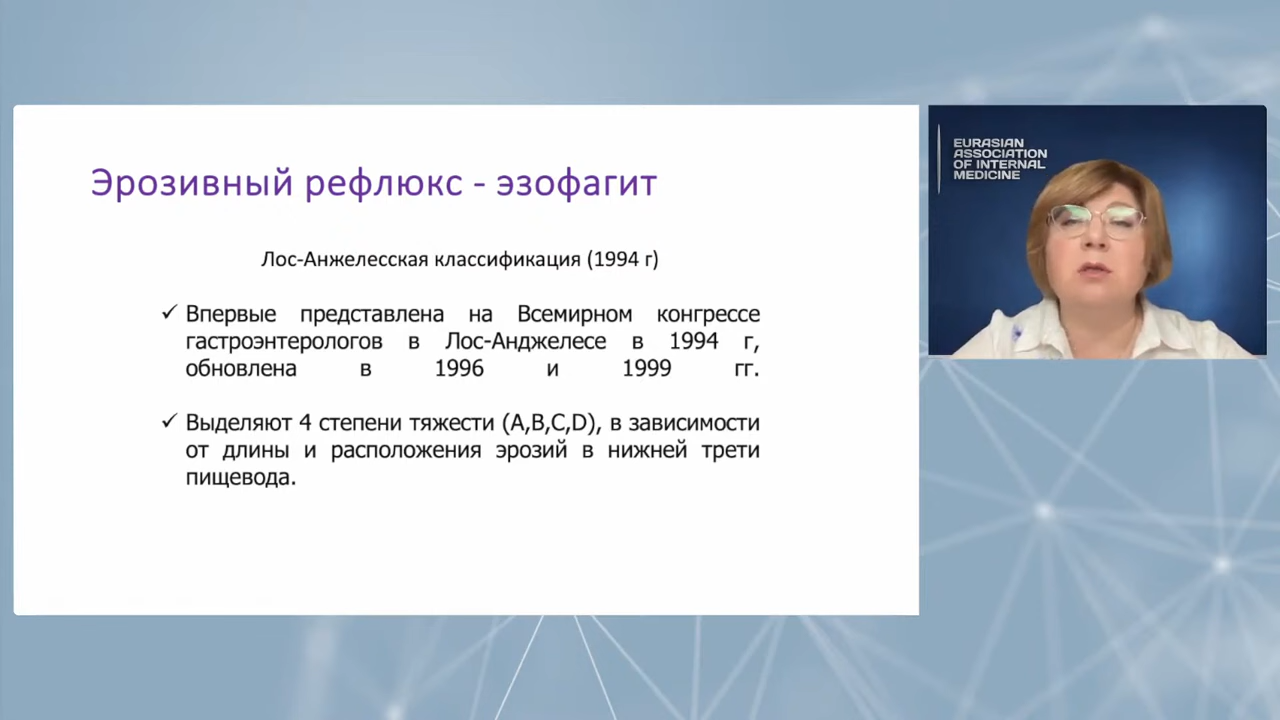 Эрозивный рефлюкс - эзофагит
Лос-Анжелесская классификация (1994 г)
✓ Впервые представлена на Всемирном конгрессе
гастроэнтерологов в Лос-Анджелесе в 1994 г,
обновлена в 1996 и 1999 гг.
✓ Выделяют 4 степени тяжести (A,B,C,D), в зависимости
от длины и расположения эрозий в нижней трети
пищевода.
EURASIAN
ASSOCIATION
OF INTERNAL
MEDICINE